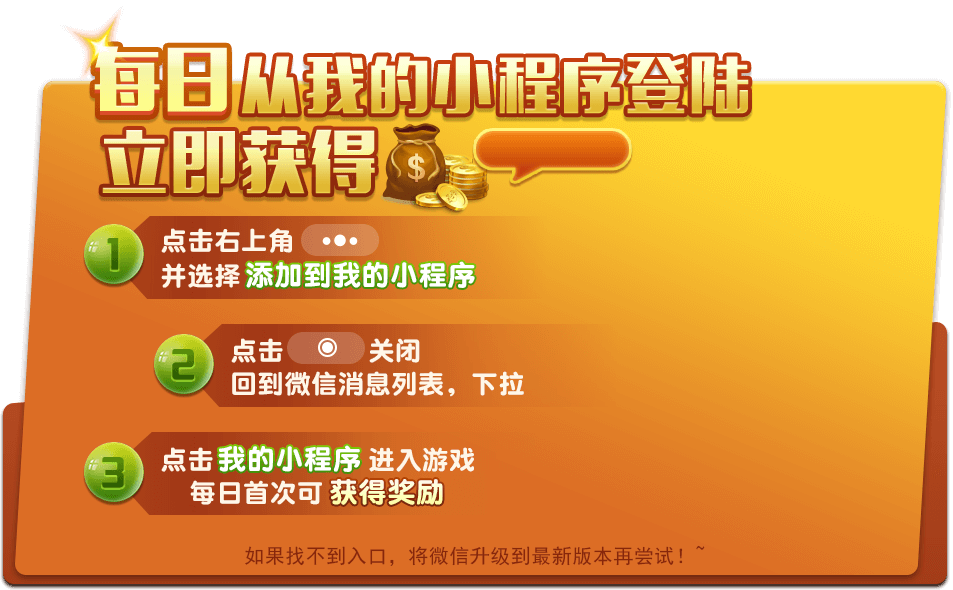 每日从我的小程序登陆
立即获得
$
1
点击右上角
并选择 添加到我的小程序
2
点击 关闭
回到微信消息列表，下拉
3
点击 我的小程序 进入游戏
每日首次可 获得奖励
如果找不到入口，将微信升级到最新版本再尝试！~